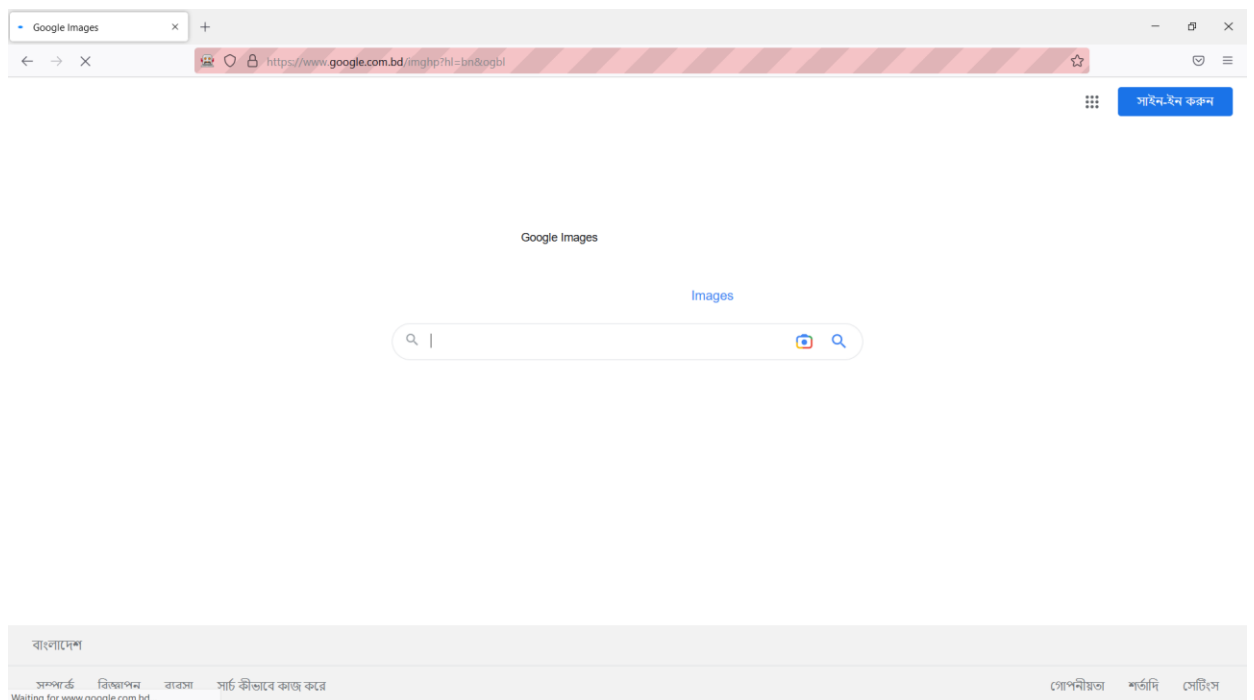 Google Images
https://www.google.com.bd/imghp?hl=bn&ogbl
সাইন-ইন করুন
Google Images
Images
বাংলাদেশ
সম্পর্কে বিজ্ঞাপন ব্যবসা সার্চ কীভাবে কাজ করে
গোপনীয়তা শর্তাদি সেটিংস
Waiting for www.google.com.bd